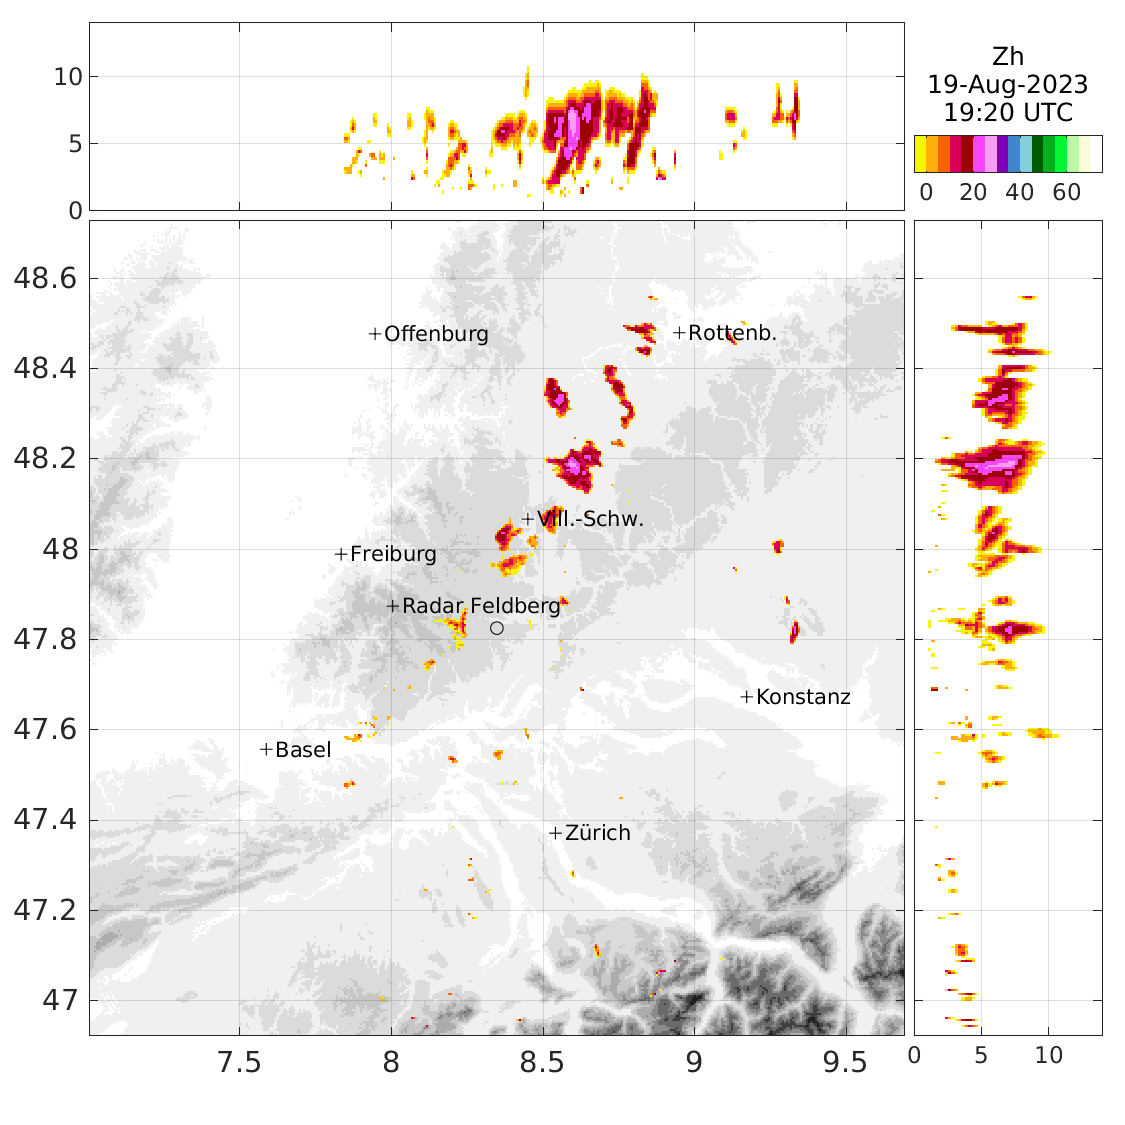 Zh
19-Aug-2023
19:20 UTC
10
5
0
0 20 40 60
48.6
48.4
48.2
48
47.8
47.6
47.4
47.2
47
+Offenburg
+Rottenb.
+Vill.-Schw.
+Freiburg
+Radar Feldberg
+Konstanz
+Basel
+Zürich
7.5 8 8.5 9 9.5
0 5 10